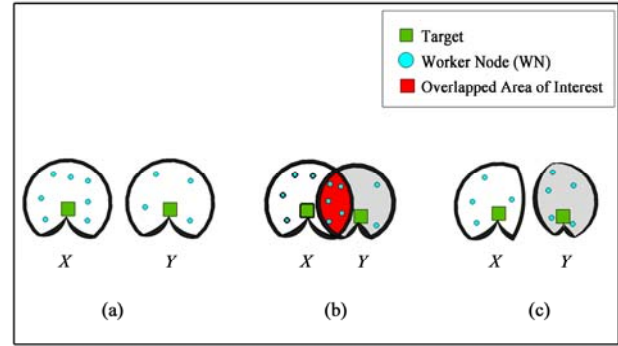 Target
Worker Node (WN)
Overlapped Area of Interest
X Y X Y X Y
(a) (b) (c)